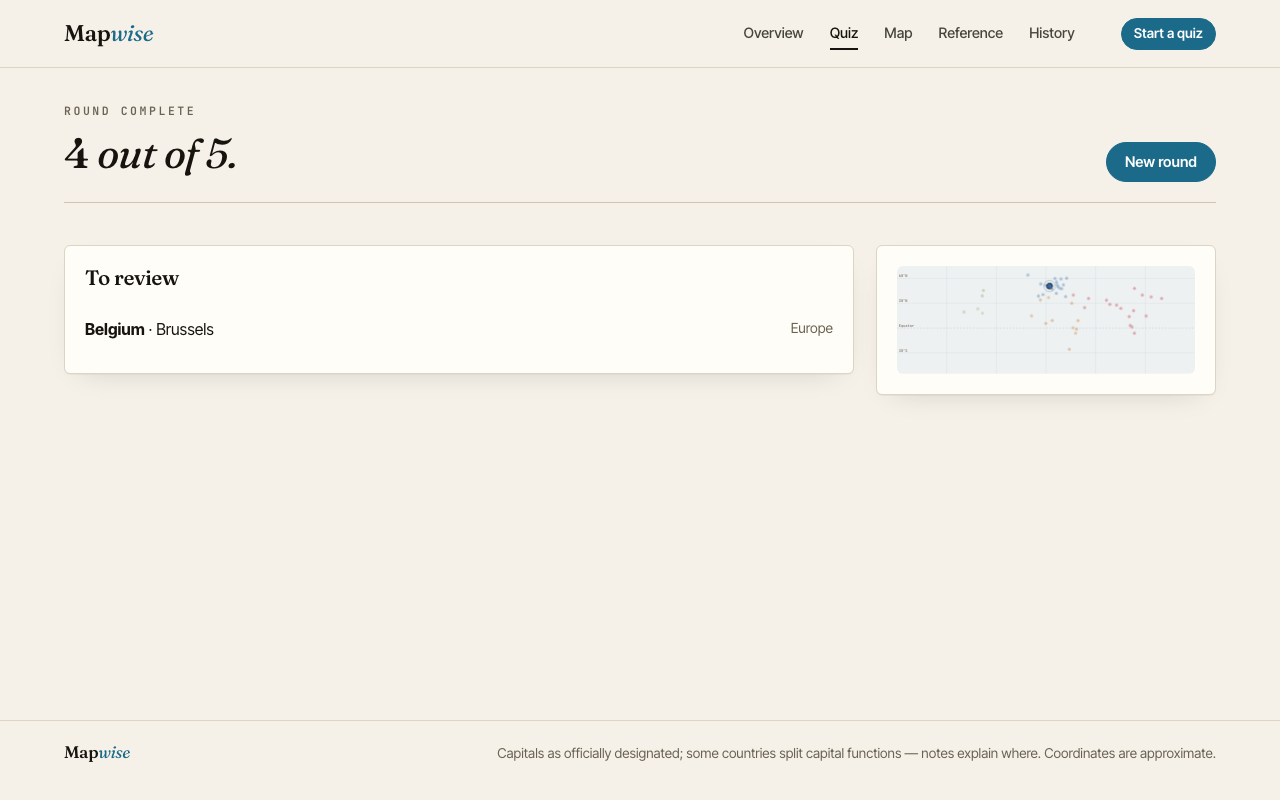 Mapwise
Overview Quiz Map Reference History Start a quiz
ROUND COMPLETE
4 out of 5.
New round
To review
Belgium · Brussels
Europe
Equator
Mapwise
Capitals as officially designated; some countries split capital functions — notes explain where. Coordinates are approximate.